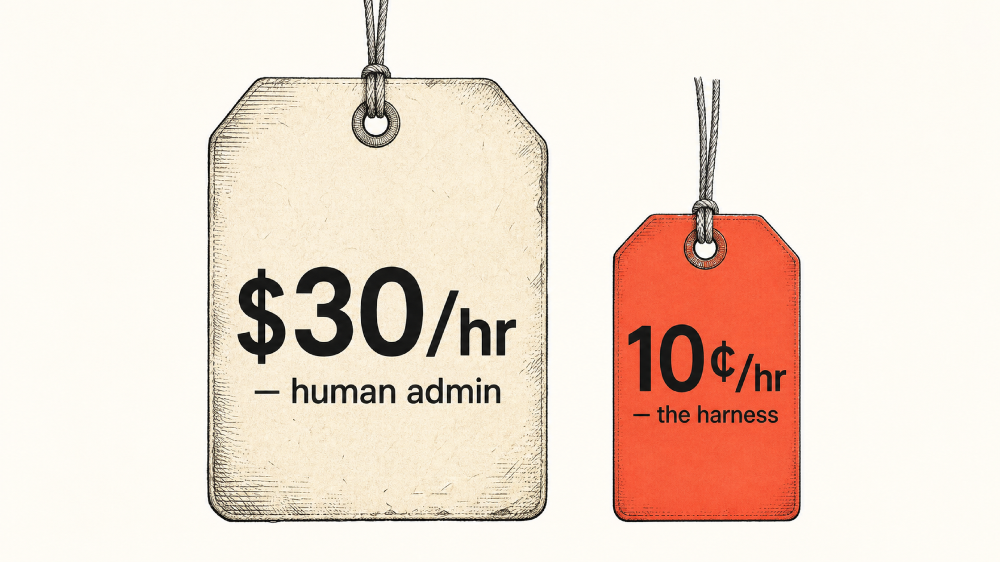 $30/hr
— human admin
10¢/hr
— the harness